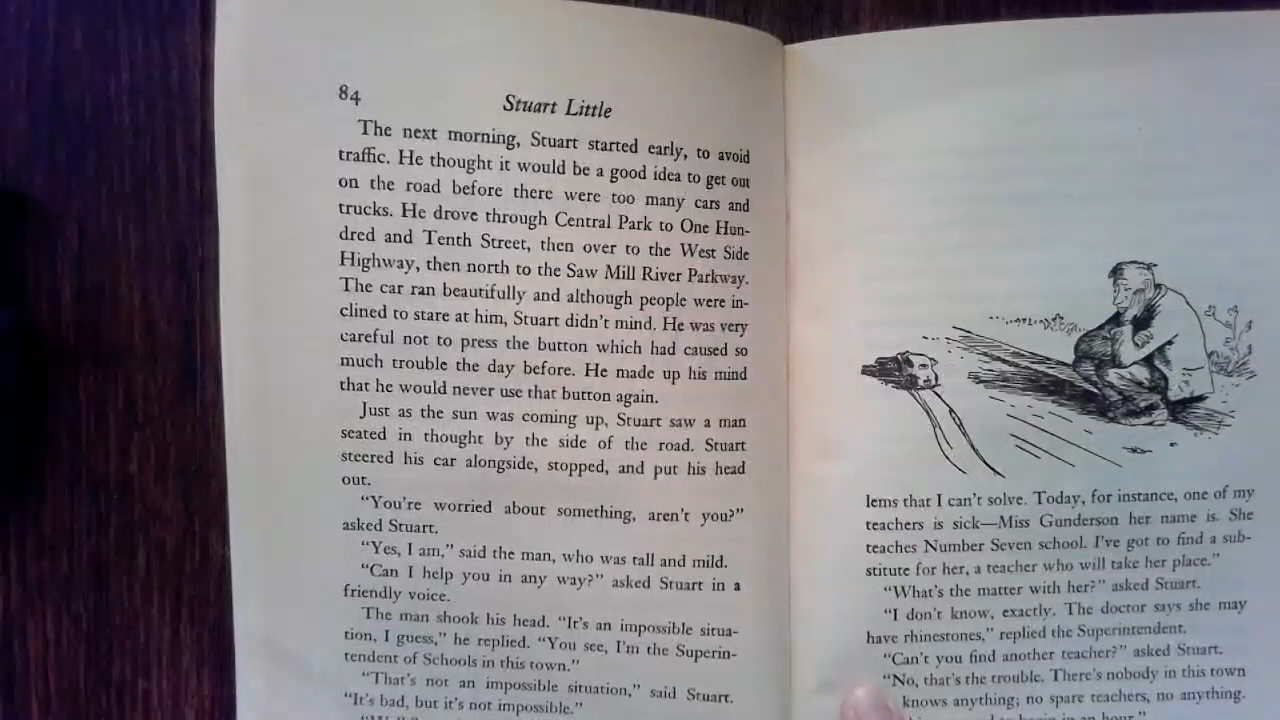 84
Stuart Little
The next morning, Stuart started early, to avoid
traffic. He thought it would be a good idea to get out
on the road before there were too many cars and
trucks. He drove through Central Park to One Hun-
dred and Tenth Street, then over to the West Side
Highway, then north to the Saw Mill River Parkway.
The car ran beautifully and although people were in-
clined to stare at him, Stuart didn't mind. He was very
careful not to press the button which had caused so
much trouble the day before. He made up his mind
that he would never use that button again.
Just as the sun was coming up, Stuart saw a man
seated in thought by the side of the road. Stuart
steered his car alongside, stopped, and put his head
out.
"You're worried about something, aren't you?"
asked Stuart.
"Yes, I am," said the man, who was tall and mild.
"Can I help you in any way?" asked Stuart in a
friendly voice.
The man shook his head. "It's an impossible situa-
tion, I guess," he replied. "You see, I'm the Superin-
tendent of Schools in this town."
"That's not an impossible situation," said Stuart.
"It's bad, but it's not impossible."
lems that I can't solve. Today, for instance, one of my
teachers is sick—Miss Gunderson her name is. She
teaches Number Seven school. I've got to find a sub-
stitute for her, a teacher who will take her place."
"What's the matter with her?" asked Stuart.
"I don't know, exactly. The doctor says she may
have rhinestones," replied the Superintendent.
"Can't you find another teacher?" asked Stuart.
"No, that's the trouble. There's nobody in this town
knows anything; no spare teachers, no anything.
to begin in an hour."